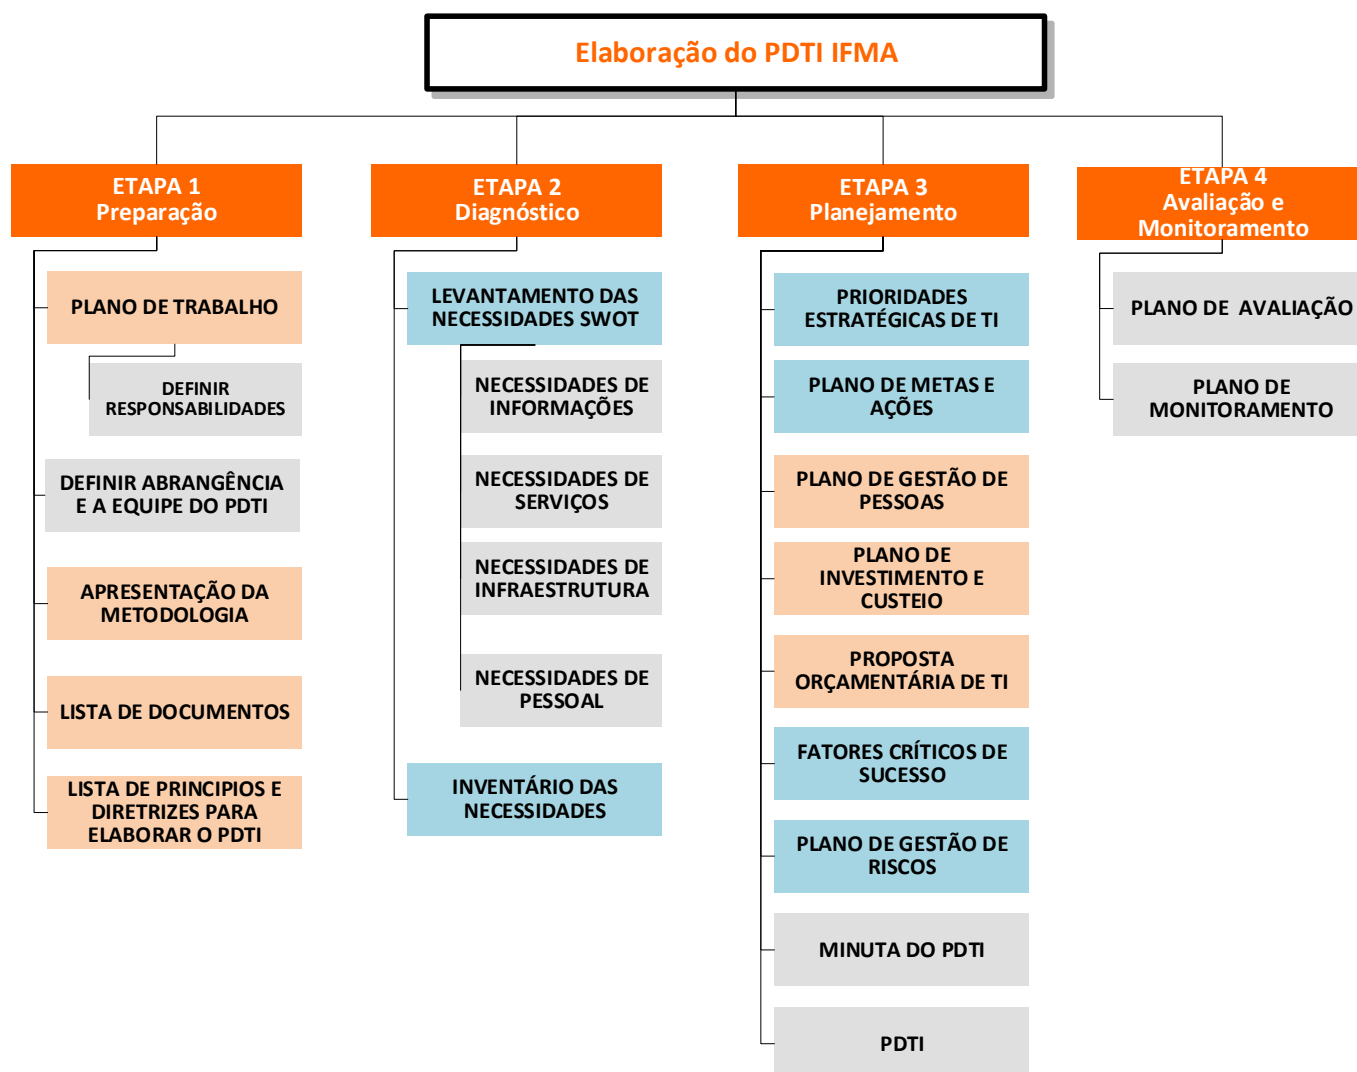 Elaboração do PDTI IFMA
ETAPA 1
Preparação
PLANO DE TRABALHO
DEFINIR
RESPONSABILIDADES
DEFINIR ABRANGÊNCIA
E A EQUIPE DO PDTI
APRESENTAÇÃO DA
METODOLOGIA
LISTA DE DOCUMENTOS
LISTA DE PRINCIPIOS E
DIRETRIZES PARA
ELABORAR O PDTI
ETAPA 2
Diagnóstico
LEVANTAMENTO DAS
NECESSIDADES SWOT
NECESSIDADES DE
INFORMAÇÕES
NECESSIDADES DE
SERVIÇOS
NECESSIDADES DE
INFRAESTRUTURA
NECESSIDADES DE
PESSOAL
INVENTÁRIO DAS
NECESSIDADES
ETAPA 3
Planejamento
PRIORIDADES
ESTRATÉGICAS DE TI
PLANO DE METAS E
AÇÕES
PLANO DE GESTÃO DE
PESSOAS
PLANO DE
INVESTIMENTO E
CUSTEIO
PROPOSTA
ORÇAMENTÁRIA DE TI
FATORES CRÍTICOS DE
SUCESSO
PLANO DE GESTÃO DE
RISCOS
MINUTA DO PDTI
PDTI
ETAPA 4
Avaliação e
Monitoramento
PLANO DE AVALIAÇÃO
PLANO DE
MONITORAMENTO